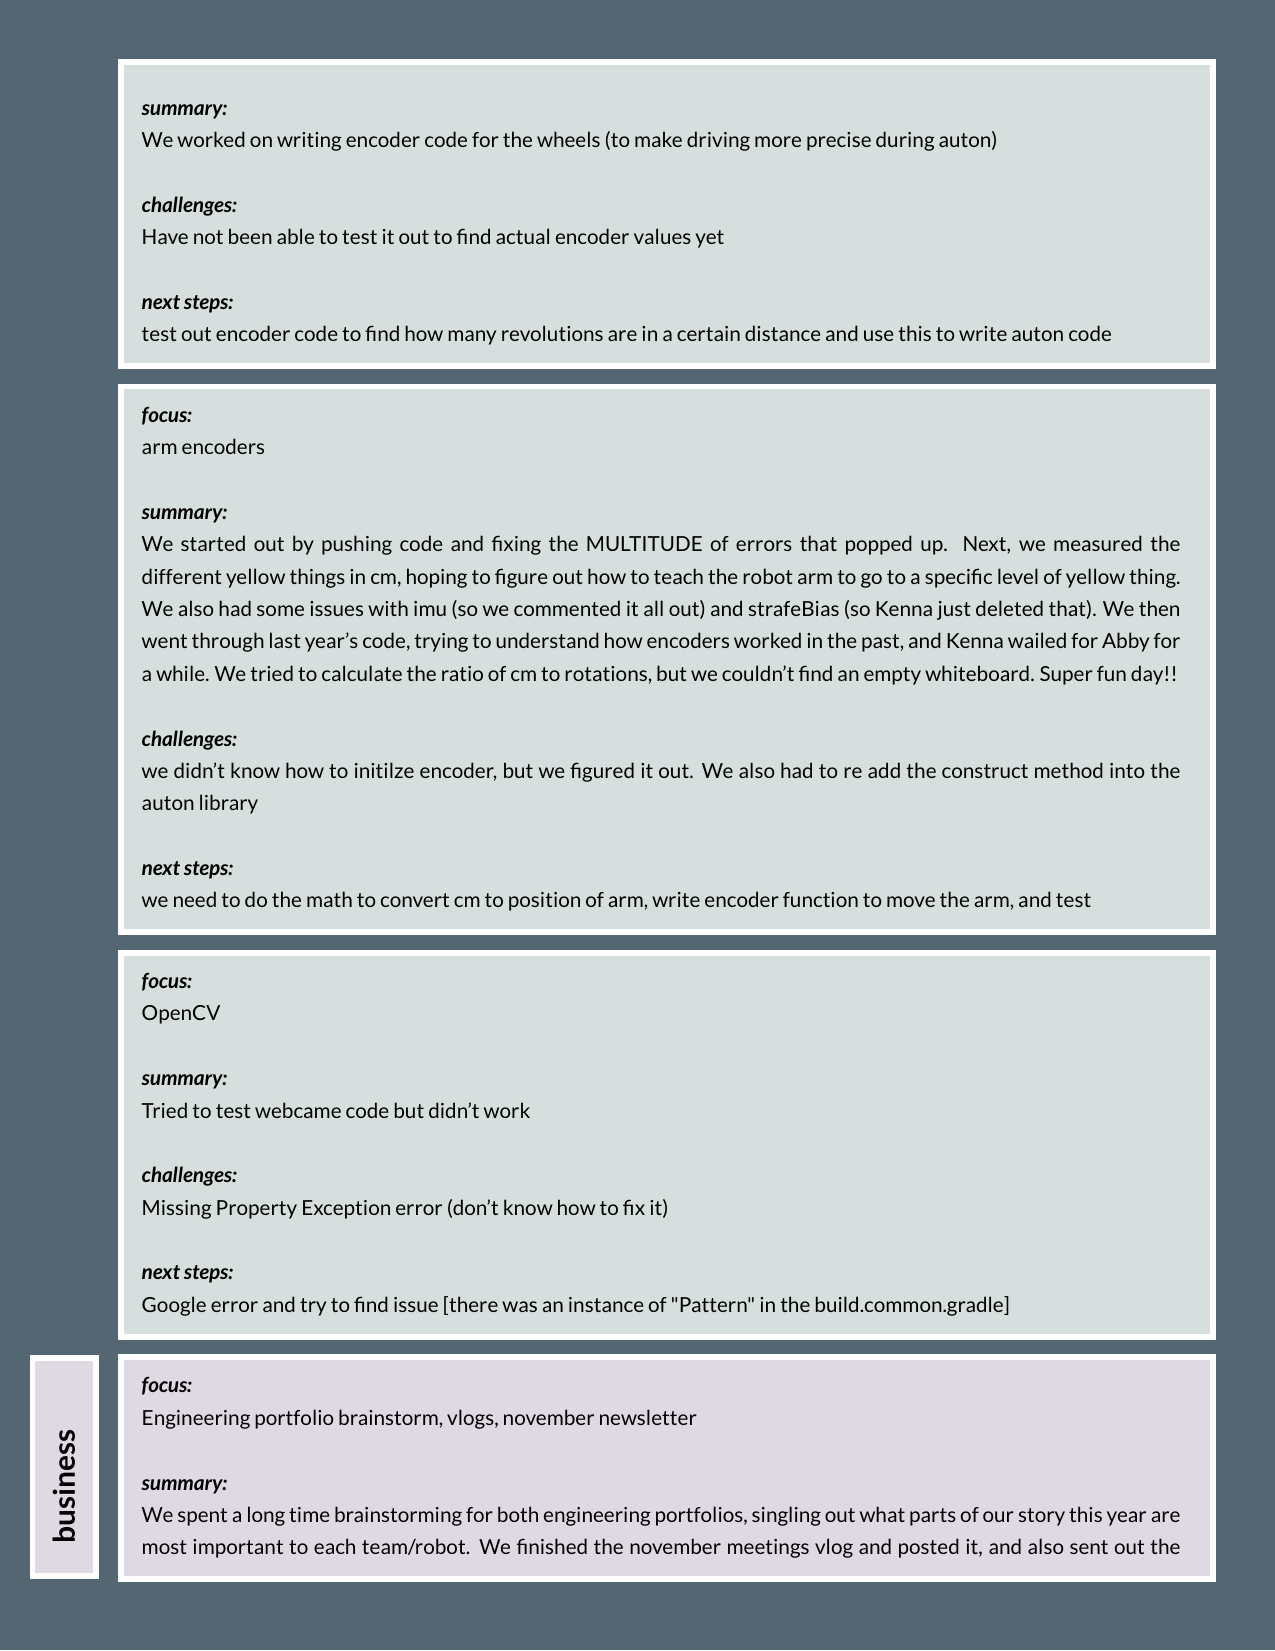 summary:
We worked on writing encoder code for the wheels (to make driving more precise during auton)
challenges:
Have not been able to test it out to find actual encoder values yet
next steps:
test out encoder code to find how many revolutions are in a certain distance and use this to write auton code
focus:
arm encoders
summary:
We started out by pushing code and fixing the MULTITUDE of errors that popped up. Next, we measured the
different yellow things in cm, hoping to figure out how to teach the robot arm to go to a specific level of yellow thing.
We also had some issues with imu (so we commented it all out) and strafeBias (so Kenna just deleted that). We then
went through last year’s code, trying to understand how encoders worked in the past, and Kenna wailed for Abby for
a while. We tried to calculate the ratio of cm to rotations, but we couldn’t find an empty whiteboard. Super fun day!!
challenges:
we didn’t know how to initilze encoder, but we figured it out. We also had to re add the construct method into the
auton library
next steps:
we need to do the math to convert cm to position of arm, write encoder function to move the arm, and test
focus:
OpenCV
summary:
Tried to test webcame code but didn’t work
challenges:
Missing Property Exception error (don’t know how to fix it)
next steps:
Google error and try to find issue [there was an instance of "Pattern" in the build.common.gradle]
business
focus:
Engineering portfolio brainstorm, vlogs, november newsletter
summary:
We spent a long time brainstorming for both engineering portfolios, singling out what parts of our story this year are
most important to each team/robot. We finished the november meetings vlog and posted it, and also sent out the